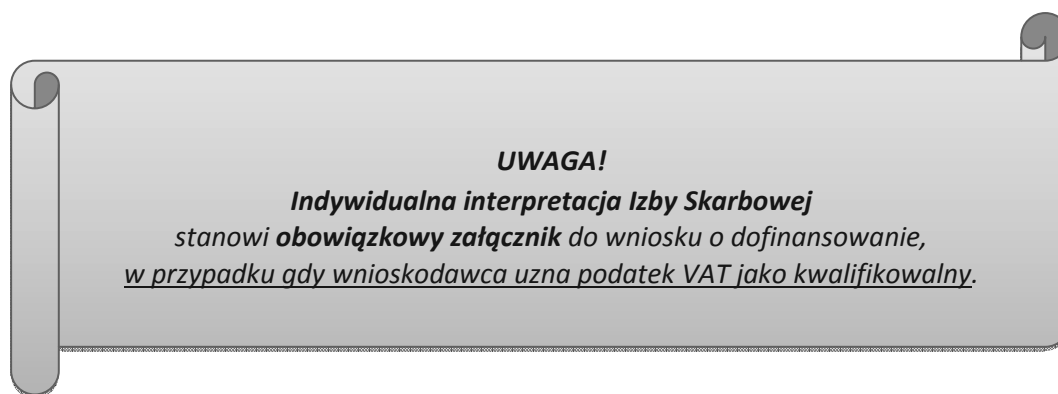 UWAGA!
Indywidualna interpretacja Izby Skarbowej
stanowi obowiązkowy załącznik do wniosku o dofinansowanie,
w przypadku gdy wnioskodawca uzna podatek VAT jako kwalifikowalny.